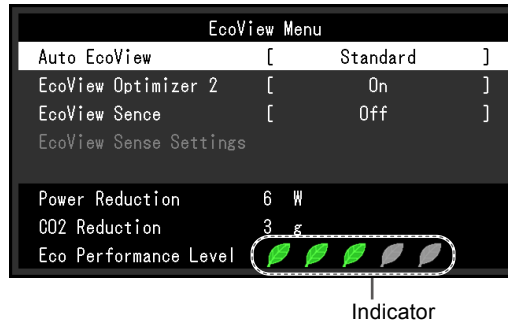 EcoView Menu
Auto EcoView [ Standard ]
EcoView Optimizer 2 [ On ]
EcoView Sence [ Off ]
EcoView Sense Settings
Power Reduction 6 W
CO2 Reduction 3 g
Eco Performance Level
Indicator